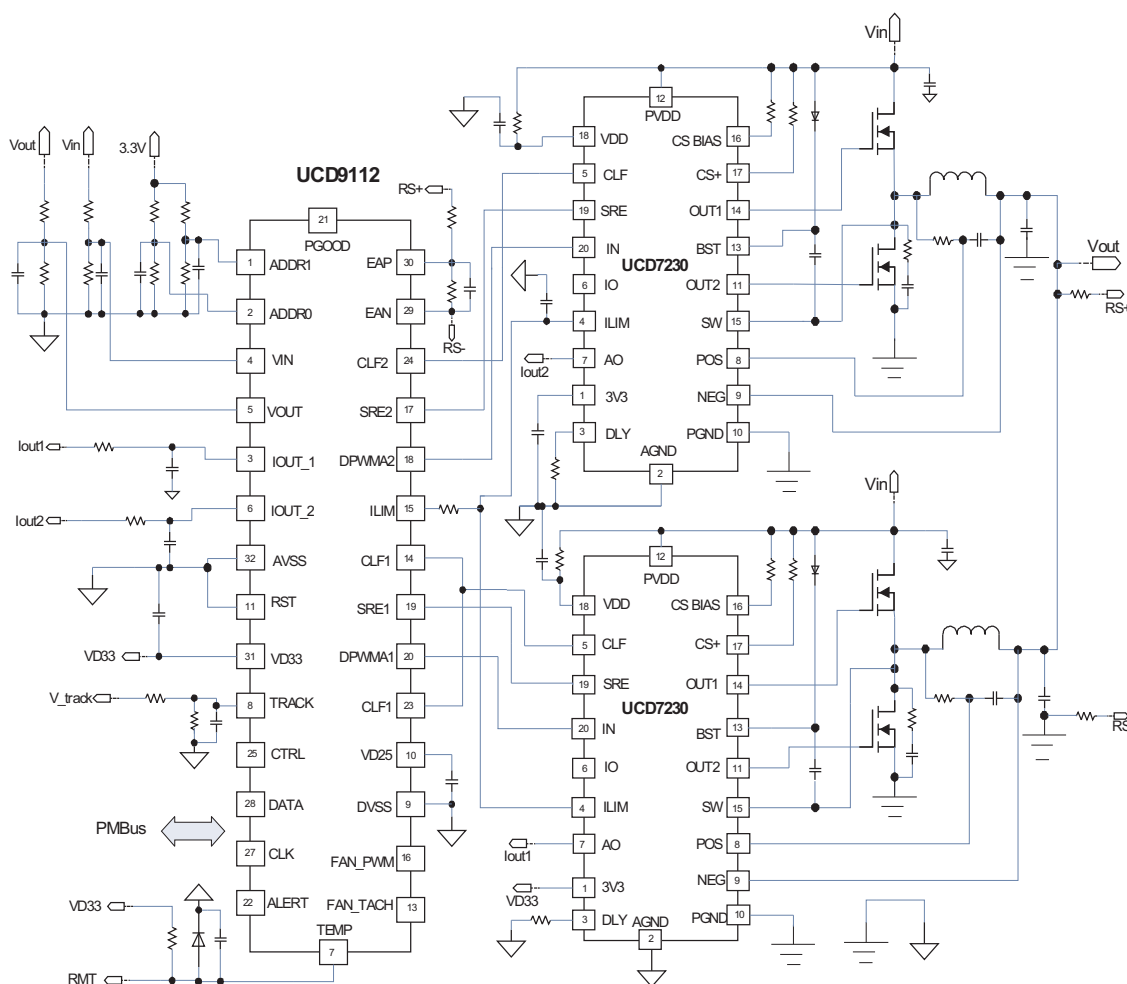 Vin
Vout
Vin
3.3V
UCD9112
21
PGOOD
1 ADDR1
2 ADDR0
4 VIN
5 VOUT
Iout1
3 IOUT_1
Iout2
6 IOUT_2
32 AVSS
11 RST
VD33
31 VD33
V_track
8 TRACK
25 CTRL
28 DATA
PMBus
27 CLK
22 ALERT
VD33
RMT
TEMP
7
RS+
EAP 30
EAN 29
RS-
CLF2 24
SRE2 17
DPWMA2 18
ILIM 15
CLF1 14
SRE1 19
DPWMA1 20
CLF1 23
VD25 10
DVSS 9
FAN_PWM 16
FAN_TACH 13
12
PVDD
18 VDD
5 CLF
19 SRE
20 IN
UCD7230
6 IO
4 ILIM
Iout2
7 AO
1 3V3
3 DLY
AGND
2
CS BIAS 16
CS+ 17
OUT1 14
BST 13
OUT2 11
SW 15
POS 8
NEG 9
PGND 10
Vout
RS+
Vin
12
PVDD
18 VDD
5 CLF
19 SRE
UCD7230
20 IN
6 IO
4 ILIM
Iout1
7 AO
VD33
1 3V3
3 DLY
AGND
2
CS BIAS 16
CS+ 17
OUT1 14
BST 13
OUT2 11
SW 15
POS 8
NEG 9
PGND 10